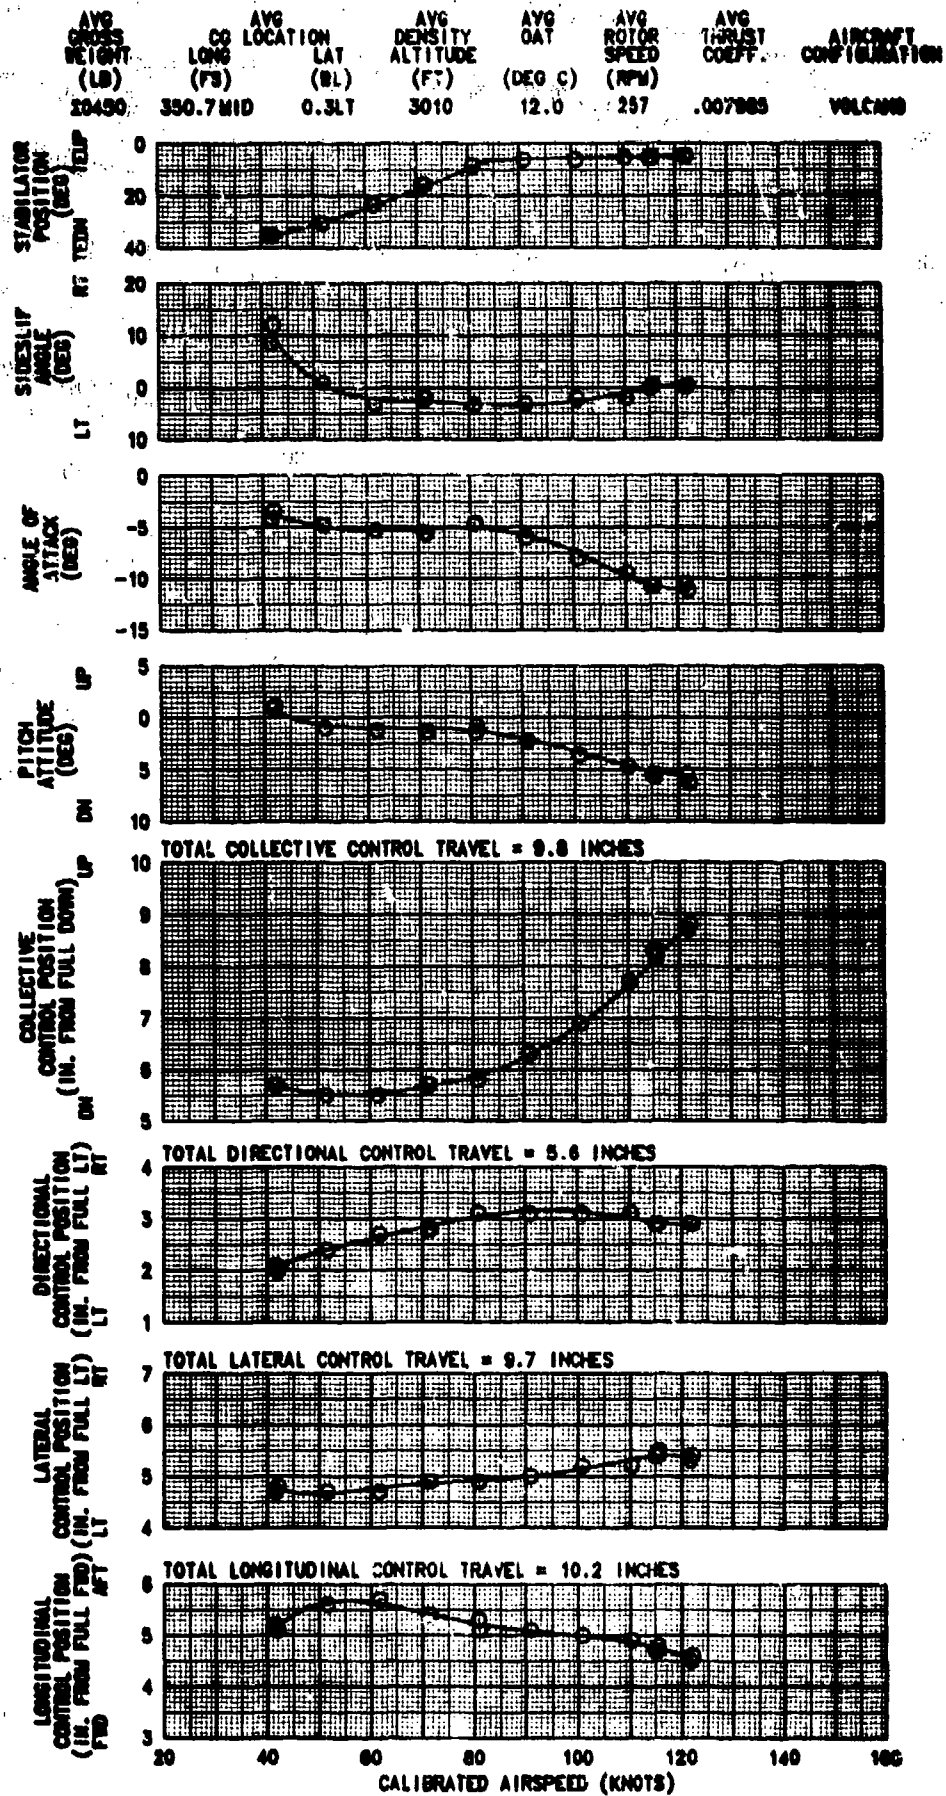 AVG GROSS WEIGHT (LB)
AVG CG LOCATION
LONG (FS)
LAT (BL)
AVG DENSITY ALTITUDE (FT)
AVG OAT (DEG C)
AVG ROTOR SPEED (RPM)
AVG THRUST COEFF.
AIRCRAFT CONFIGURATION
20450 350.7 MID 0.3LT 3010 12.0 257 VOLCANO
STABILATOR POSITION (DEG)
TEDN TEUP
0
20
40
SIDESLIP ANGLE (DEG)
LT RT
20
10
0
10
ANGLE OF ATTACK (DEG)
0
-5
-10
-15
PITCH ATTITUDE (DEG)
DN UP
5
0
5
10
TOTAL COLLECTIVE CONTROL TRAVEL = 9.8 INCHES
COLLECTIVE CONTROL POSITION (IN. FROM FULL DOWN)
DN UP
10
9
8
7
6
5
TOTAL DIRECTIONAL CONTROL TRAVEL = 5.6 INCHES
DIRECTIONAL CONTROL POSITION (IN. FROM FULL LT)
LT RT
4
3
2
1
TOTAL LATERAL CONTROL TRAVEL = 9.7 INCHES
LATERAL CONTROL POSITION (IN. FROM FULL LT)
LT RT
7
6
5
4
TOTAL LONGITUDINAL CONTROL TRAVEL = 10.2 INCHES
LONGITUDINAL CONTROL POSITION (IN. FROM FULL FWD)
FWD AFT
6
5
4
3
20 40 60 80 100 120 140 160
CALIBRATED AIRSPEED (KNOTS)